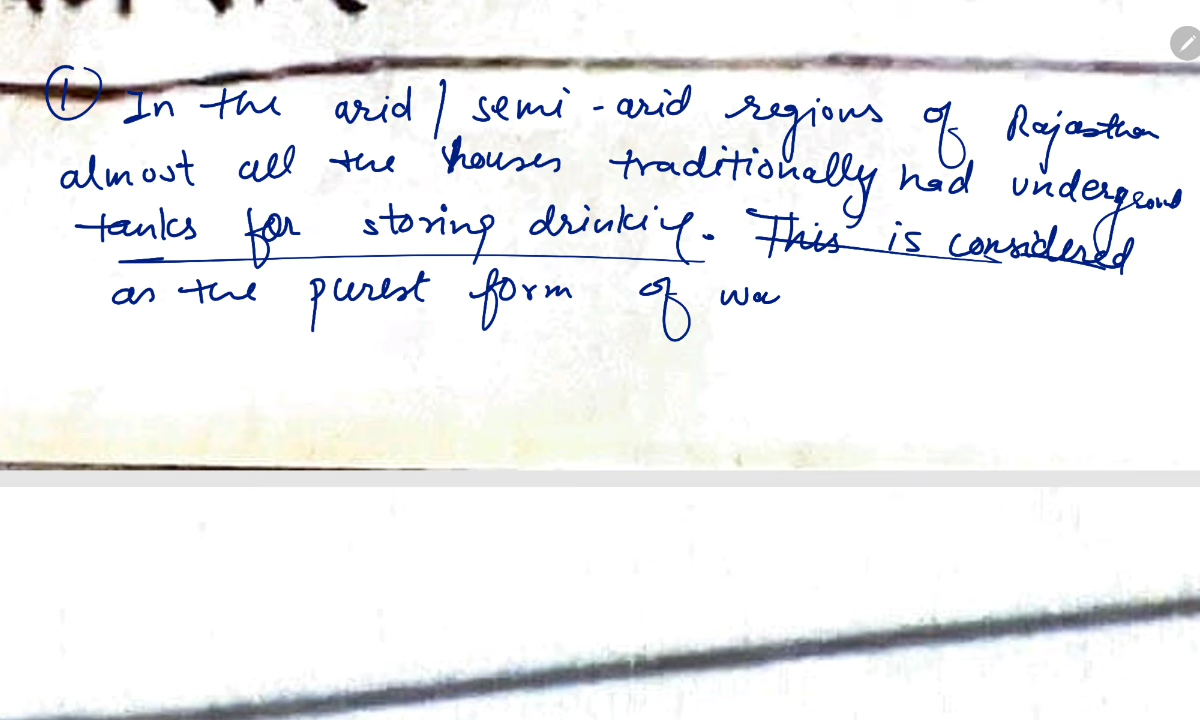 ① In the arid / semi-arid regions of Rajasthan
almost all the houses traditionally had underground
tanks for storing drinking. This is considered
as the purest form of wa